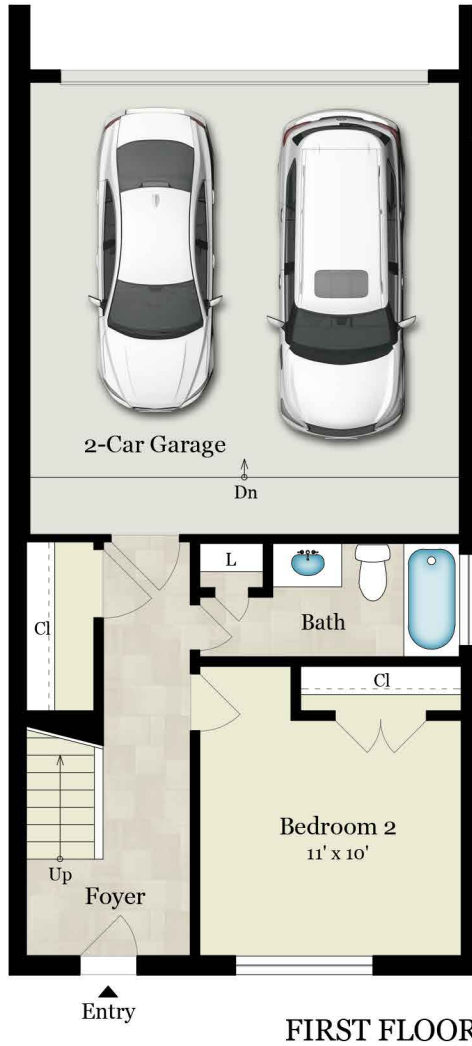 2-Car Garage
Dn
L
Cl
Bath
Cl
Bedroom 2
11' x 10'
Up
Foyer
Entry
FIRST FLOOR